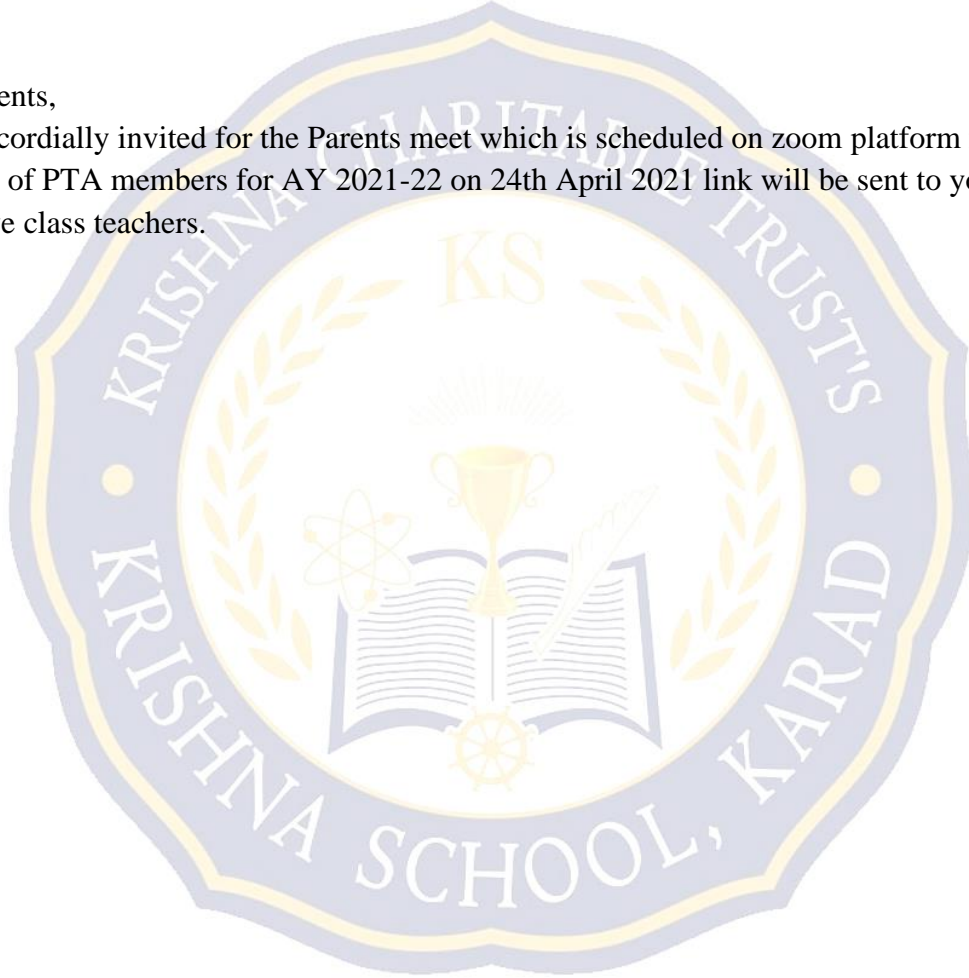 ents,
cordially invited for the Parents meet which is scheduled on zoom platform
of PTA members for AY 2021-22 on 24th April 2021 link will be sent to
e class teachers.
KRISHNA CHARITABLE TRUST'S
KS
KRISHNA SCHOOL, KARAD